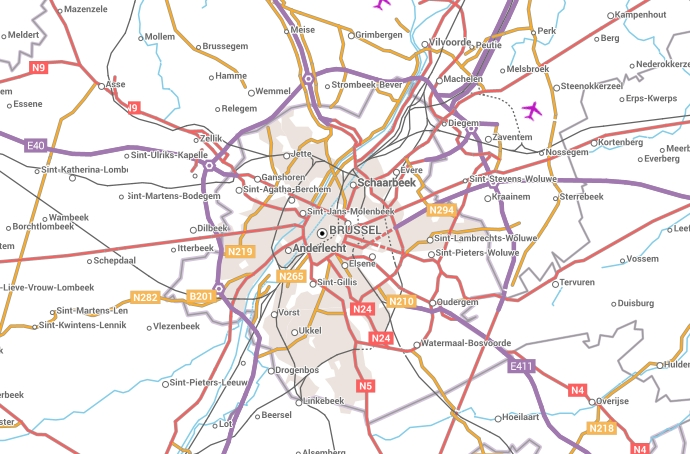 Mazenzele
Kampenhout
Meise
Grimbergen
Perk
Meldert
Mollem
Brussegem
Vilvoorde
Peutie
Berg
N9
Hamme
Melsbroek
Nederokkerzeel
Asse
Wemmel
Strombeek-Bever
Machelen
Steenokkerzeel
Essene
N9
Relegem
Erps-Kwerps
Diegem
Zellik
Zaventem
Kortenberg
E40
Sint-Ulriks-Kapelle
Jette
Nossegem
Everberg
Sint-Katherina-Lombe
Ganshoren
Evere
Schaarbeek
Sint-Stevens-Woluwe
Sint-Agatha-Berchem
Sint-Martens-Bodegem
Kraainem
Sterrebeek
Wambeek
Sint-Jans-Molenbeek
N294
Borchtlombeek
Dilbeek
BRUSSEL
Itterbeek
N219
Anderlecht
Sint-Lambrechts-Woluwe
Sint-Pieters-Woluwe
Schepdaal
Elsene
Vossem
N265
Sint-Gillis
Tervuren
-Lieve-Vrouw-Lombeek
N282
B201
N210
Oudergem
Duisburg
Sint-Martens-Len
Vorst
N24
Sint-Kwintens-Lennik
Vlezenbeek
Ukkel
N24
Watermaal-Bosvoorde
Drogenbos
E411
Sint-Pieters-Leeuw
N5
N4
Linkebeek
Overijse
Beersel
Hoeilaart
Lot
N218
Alsemberg
N4